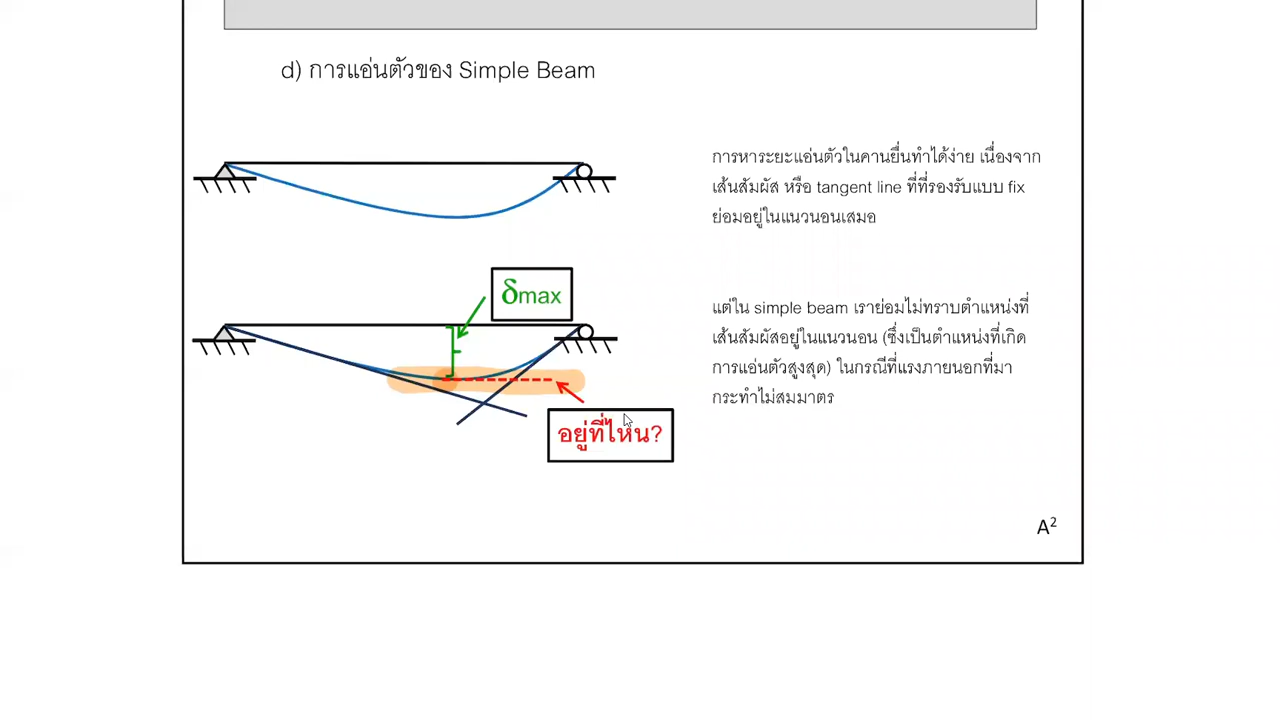 d) การแอ่นตัวของ Simple Beam
การหาระยะแอ่นตัวในคานยื่นทำได้ง่าย เนื่องจาก
เส้นสัมผัส หรือ tangent line ที่ที่รองรับแบบ fix
ย่อมอยู่ในแนวนอนเสมอ
δmax
แต่ใน simple beam เราย่อมไม่ทราบตำแหน่งที่
เส้นสัมผัสอยู่ในแนวนอน (ซึ่งเป็นตำแหน่งที่เกิด
การแอ่นตัวสูงสุด) ในกรณีที่แรงภายนอกที่มา
กระทำไม่สมมาตร
อยู่ที่ไหน?
A²